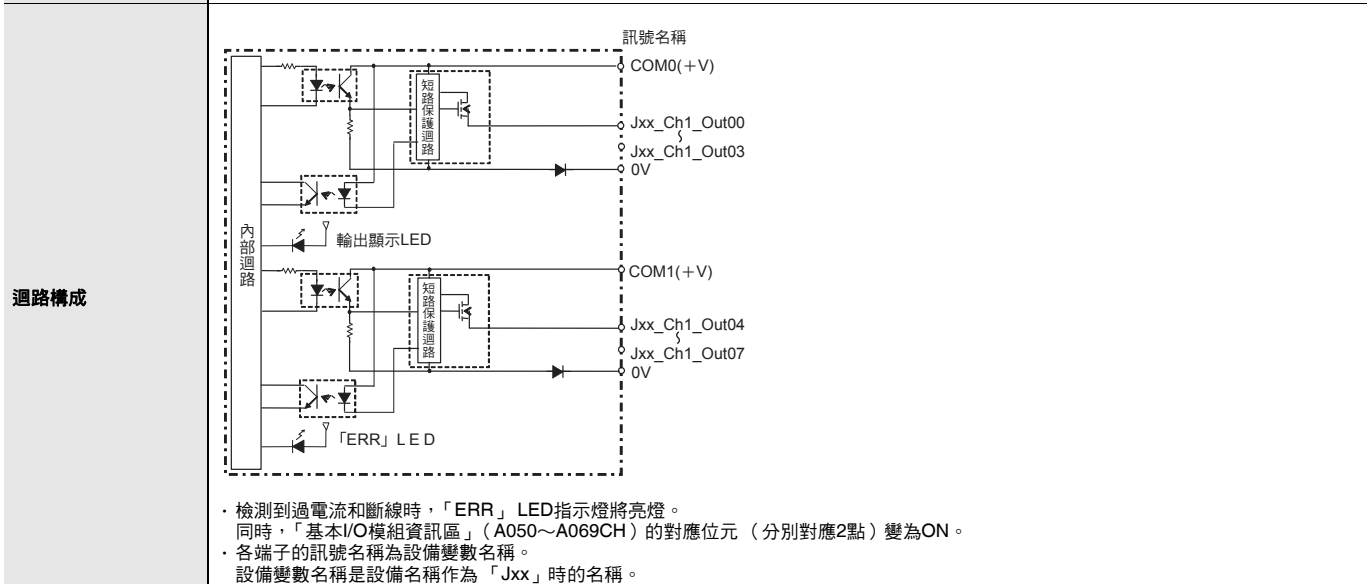 訊號名稱
COM0(＋V)
短路保護迴路
Jxx_Ch1_Out00
～
Jxx_Ch1_Out03
0V
內部迴路
輸出顯示LED
COM1(＋V)
短路保護迴路
Jxx_Ch1_Out04
～
Jxx_Ch1_Out07
0V
「ERR」ＬＥＤ
迴路構成
・檢測到過電流和斷線時，「ERR」 LED指示燈將亮燈。
同時，「基本I/O模組資訊區」（A050～A069CH）的對應位元 （分別對應2點）變為ON。
・各端子的訊號名稱為設備變數名稱。
設備變數名稱是設備名稱作為 「Jxx」時的名稱。